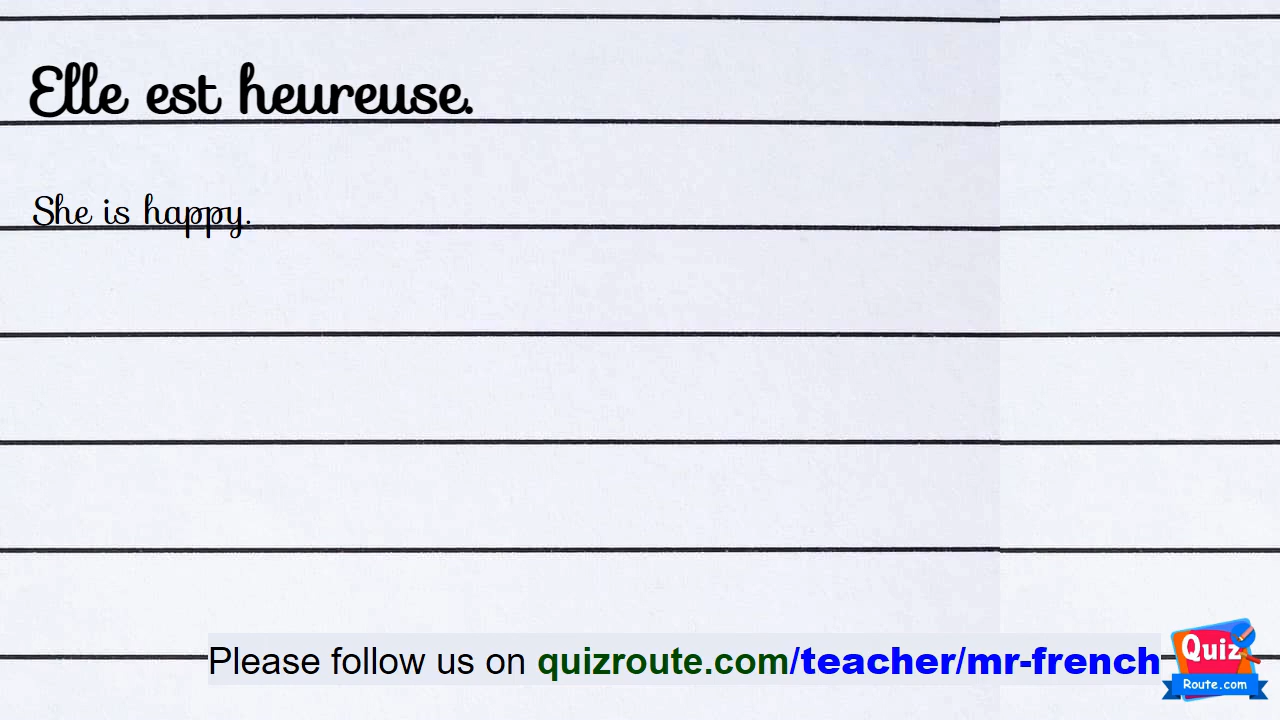 Elle est heureuse.
She is happy.
Please follow us on quizroute.com/teacher/mr-french
Quiz
Route.com